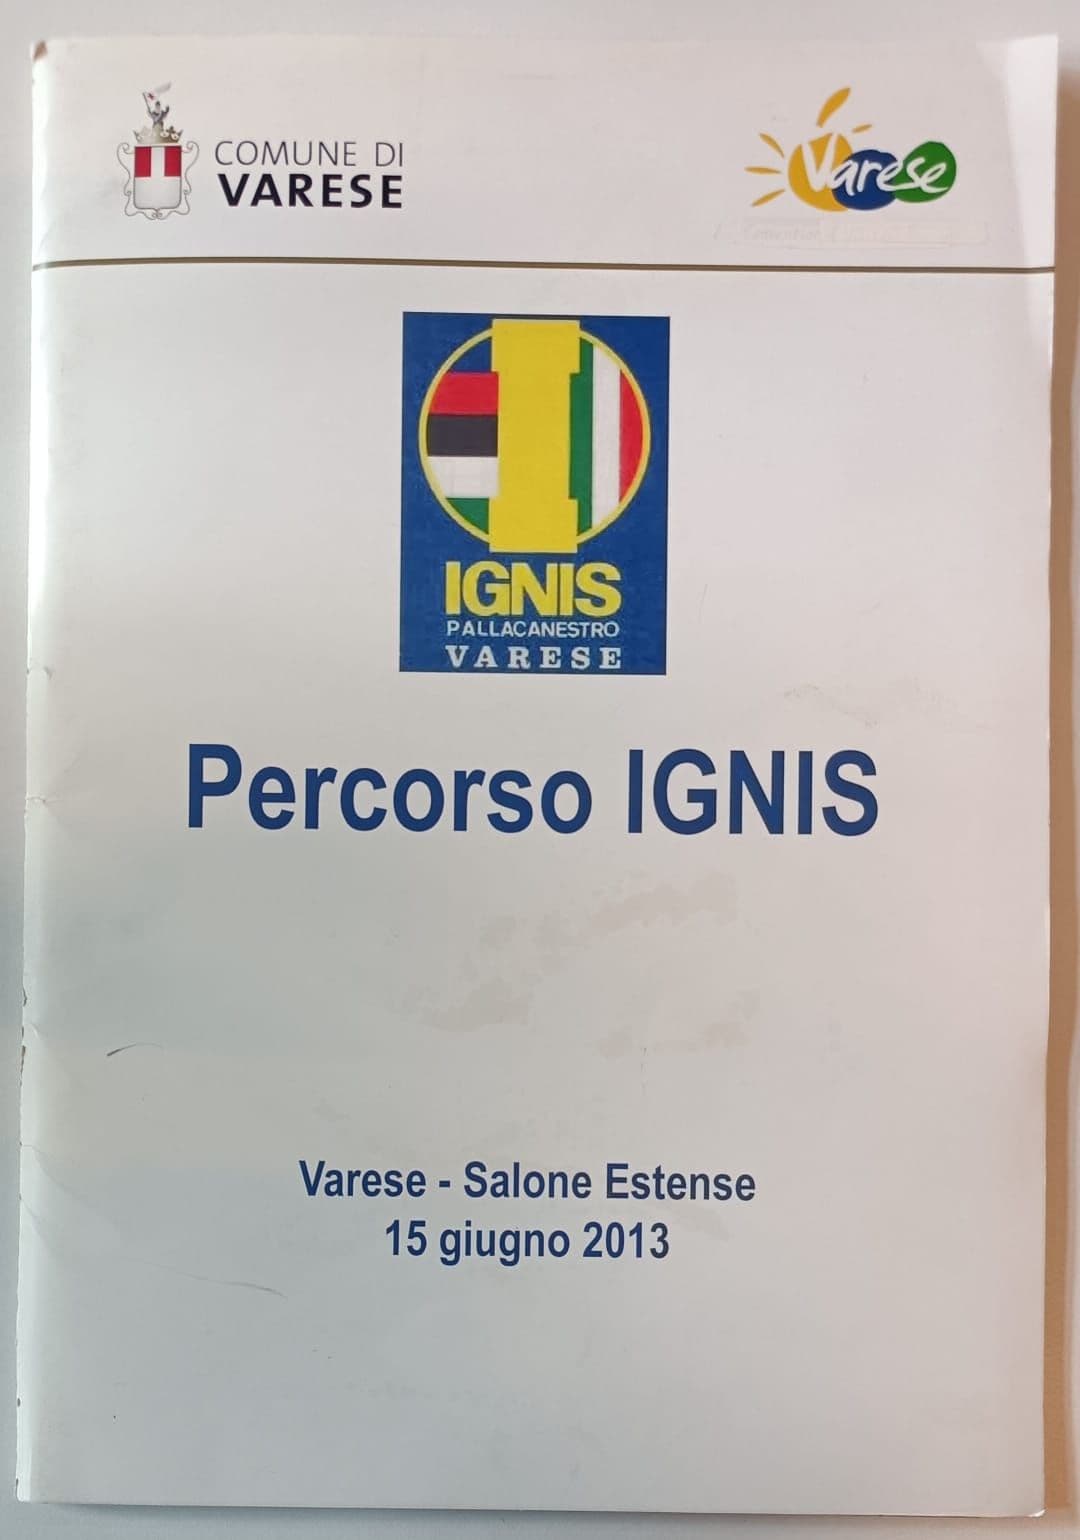 COMUNE DI
VARESE
Varese
IGNIS
PALLACANESTRO
VARESE
Percorso IGNIS
Varese - Salone Estense
15 giugno 2013